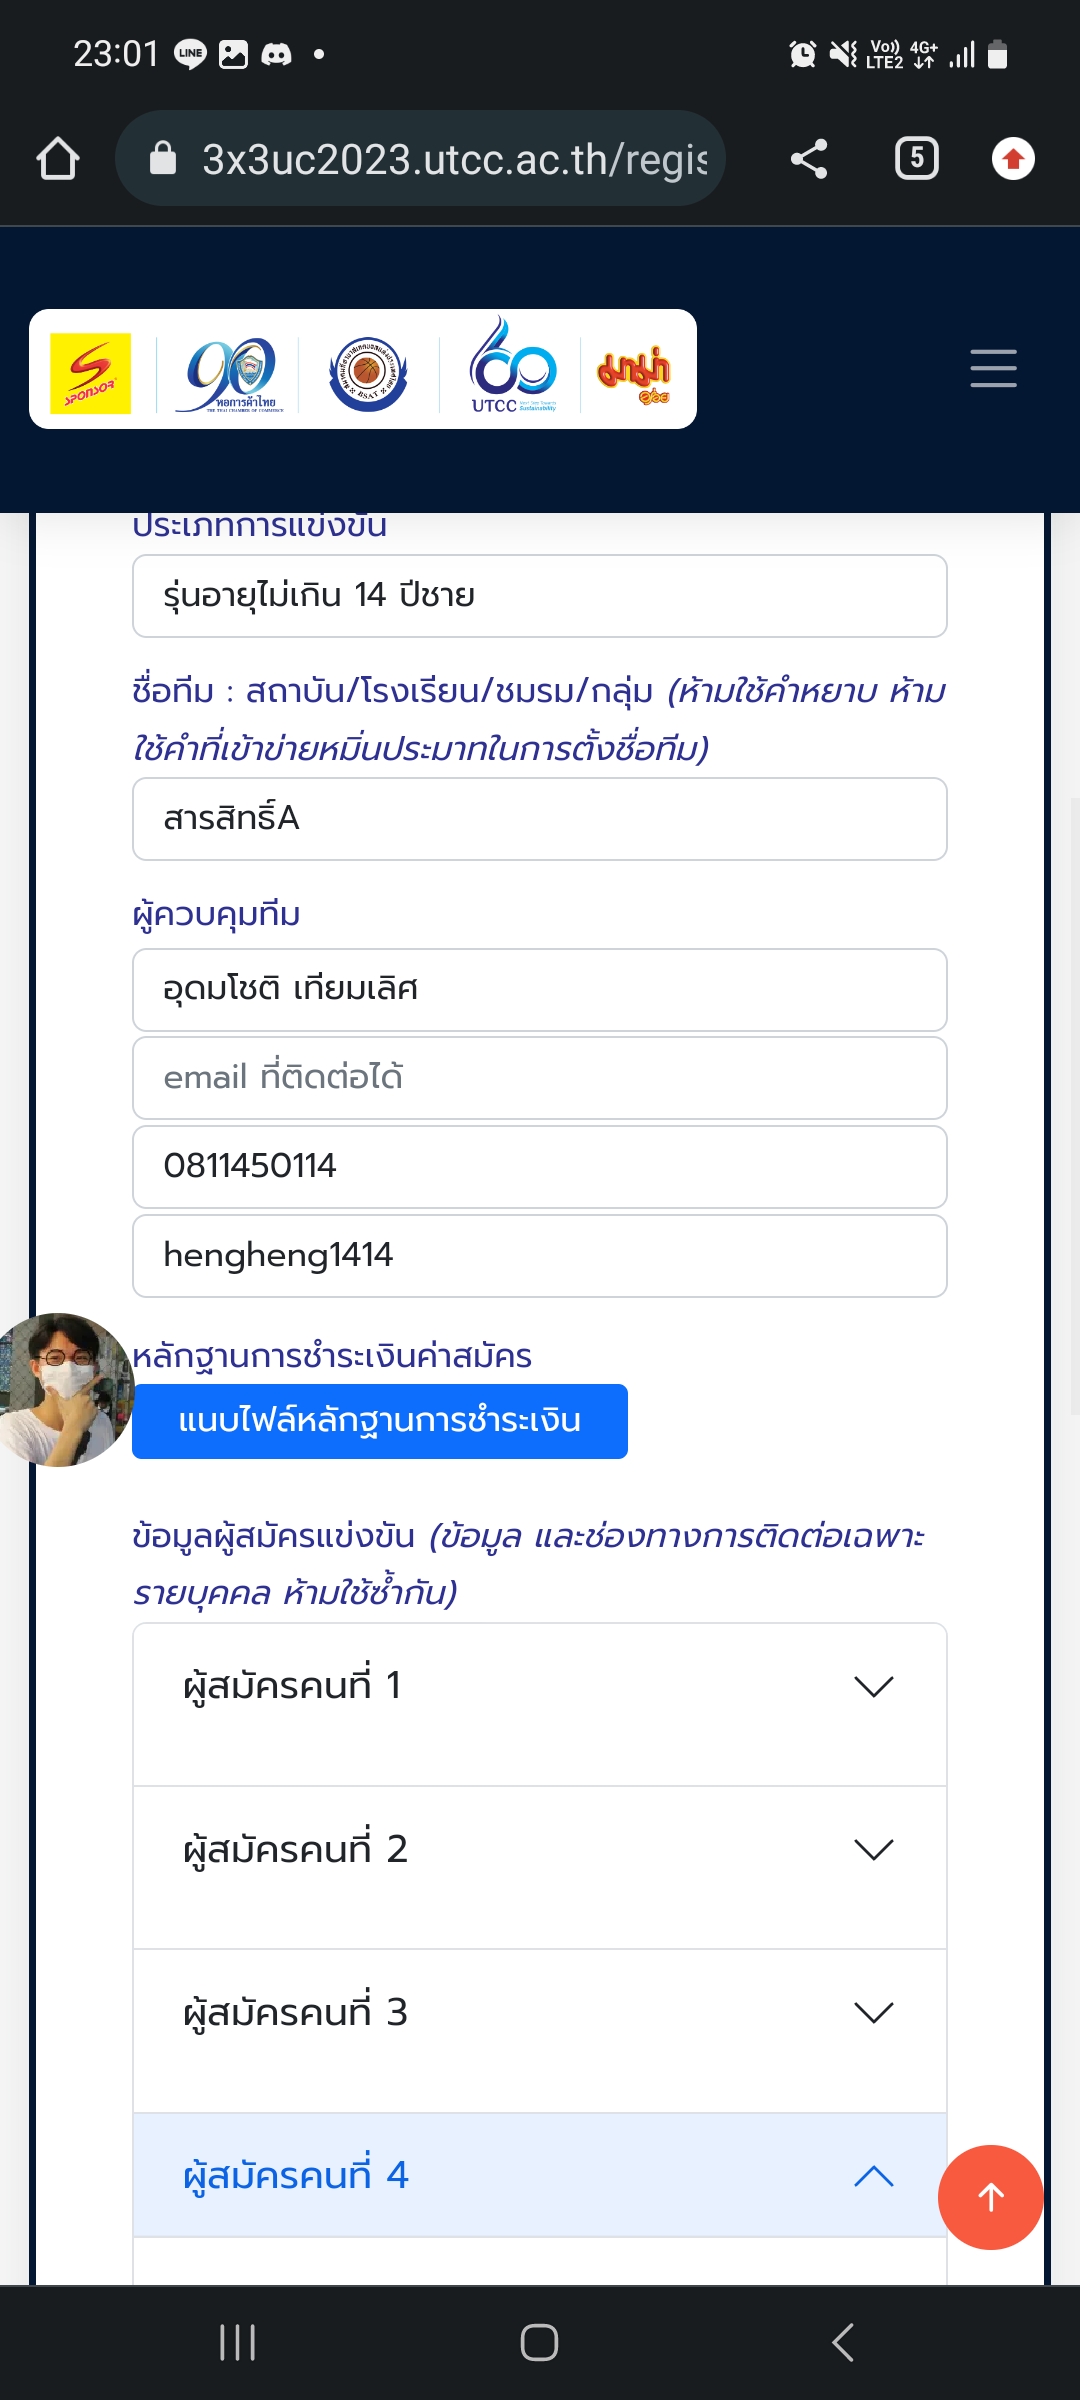 23:01
LINE
Vo)) LTE2 4G+
3x3uc2023.utcc.ac.th/regis
5
SPONSOR
90
หอการค้าไทย
THE THAI CHAMBER OF COMMERCE
BSAT
60
UTCC
Sustainability
มาม่า
ประเภทการแข่งขัน
รุ่นอายุไม่เกิน 14 ปีชาย
ชื่อทีม : สถาบัน/โรงเรียน/ชมรม/กลุ่ม (ห้ามใช้คำหยาบ ห้าม
ใช้คำที่เข้าข่ายหมิ่นประมาทในการตั้งชื่อทีม)
สารสิทธิ์A
ผู้ควบคุมทีม
อุดมโชติ เทียมเลิศ
email ที่ติดต่อได้
0811450114
hengheng1414
หลักฐานการชำระเงินค่าสมัคร
แนบไฟล์หลักฐานการชำระเงิน
ข้อมูลผู้สมัครแข่งขัน (ข้อมูล และช่องทางการติดต่อเฉพาะ
รายบุคคล ห้ามใช้ซ้ำกัน)
ผู้สมัครคนที่ 1
ผู้สมัครคนที่ 2
ผู้สมัครคนที่ 3
ผู้สมัครคนที่ 4